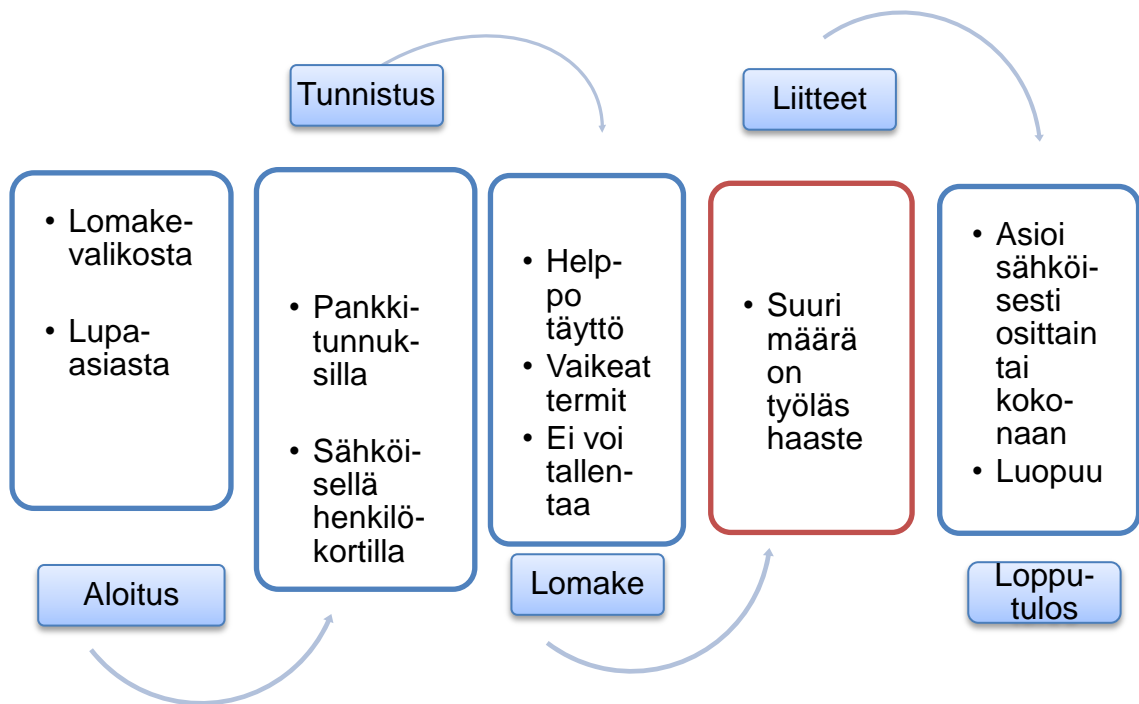 Aloitus
• Lomake-
valikosta
• Lupa-
asiasta
Tunnistus
• Pankki-
tunnuk-
silla
• Sähköi-
sellä
henkilö-
kortilla
Lomake
• Help-
po
täyttö
• Vaikeat
termit
• Ei voi
tallen-
taa
Liitteet
• Suuri
määrä
on
työläs
haaste
Loppu-
tulos
• Asioi
sähköi-
sesti
osittain
tai
koko-
naan
• Luopuu